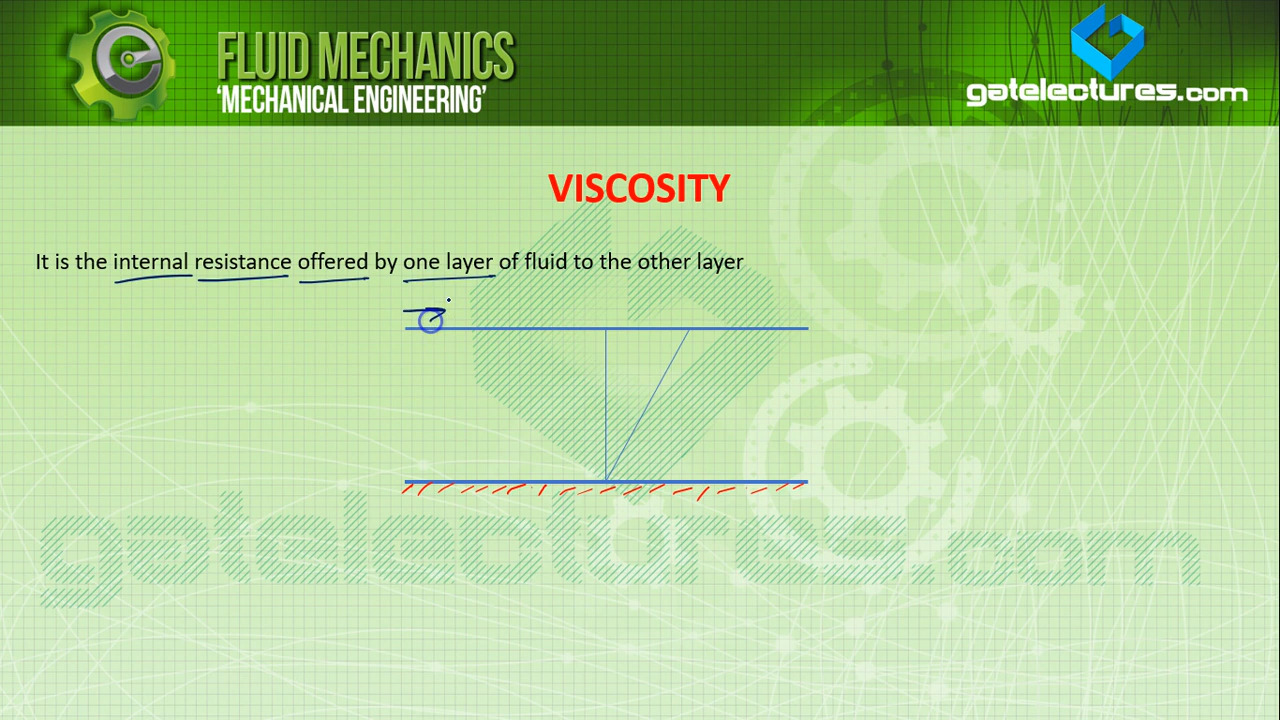 FLUID MECHANICS
'MECHANICAL ENGINEERING'
gatelectures.com
VISCOSITY
It is the internal resistance offered by one layer of fluid to the other layer
gatelectures.com